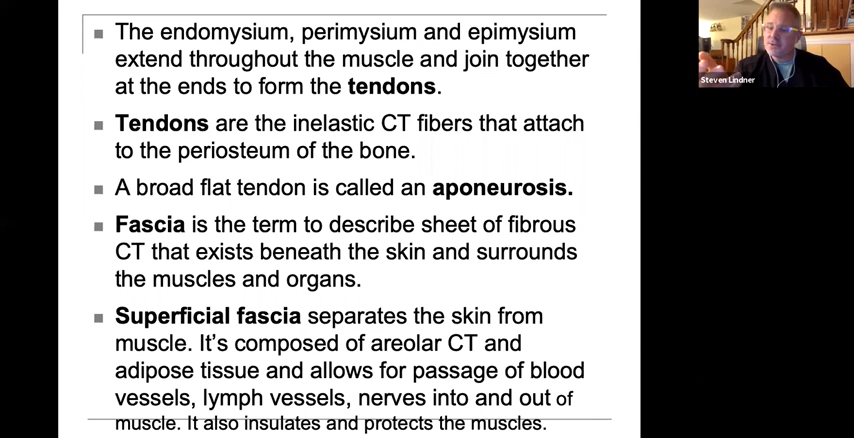 The endomysium, perimysium and epimysium
extend throughout the muscle and join together
at the ends to form the tendons.
Tendons are the inelastic CT fibers that attach
to the periosteum of the bone.
A broad flat tendon is called an aponeurosis.
Fascia is the term to describe sheet of fibrous
CT that exists beneath the skin and surrounds
the muscles and organs.
Superficial fascia separates the skin from
muscle. It's composed of areolar CT and
adipose tissue and allows for passage of blood
vessels, lymph vessels, nerves into and out of
muscle. It also insulates and protects the muscles.
Steven Lindner